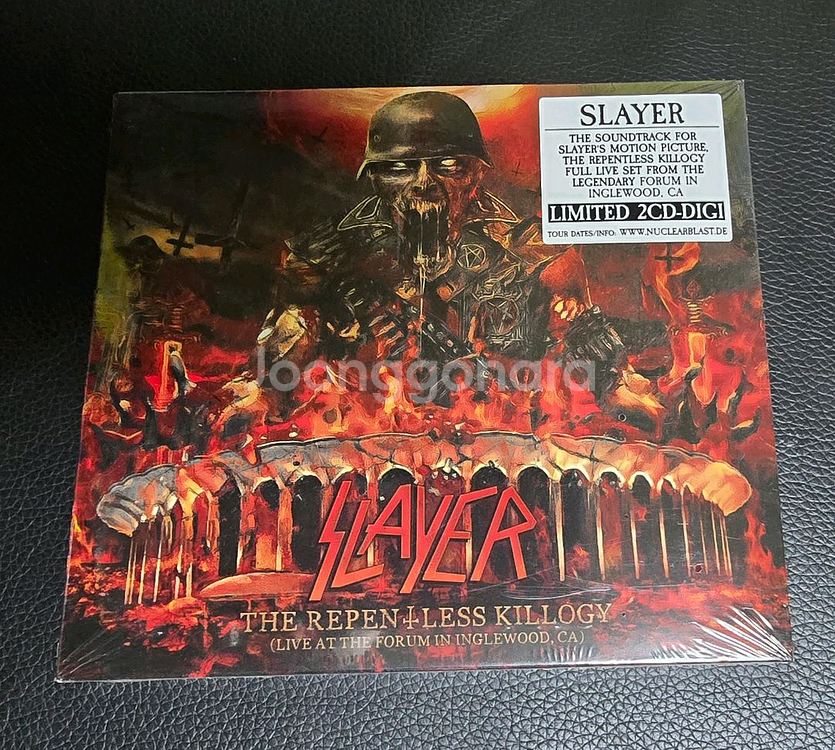 SLAYER
THE SOUNDTRACK FOR
SLAYER'S MOTION PICTURE,
THE REPENTLESS KILLOGY
FULL LIVE SET FROM THE
LEGENDARY FORUM IN
INGLEWOOD, CA
LIMITED 2CD-DIGI
TOUR DATES/INFO: WWW.NUCLEARBLAST.DE
joonggonara
SLAYER
THE REPENTLESS KILLOGY
(LIVE AT THE FORUM IN INGLEWOOD, CA)